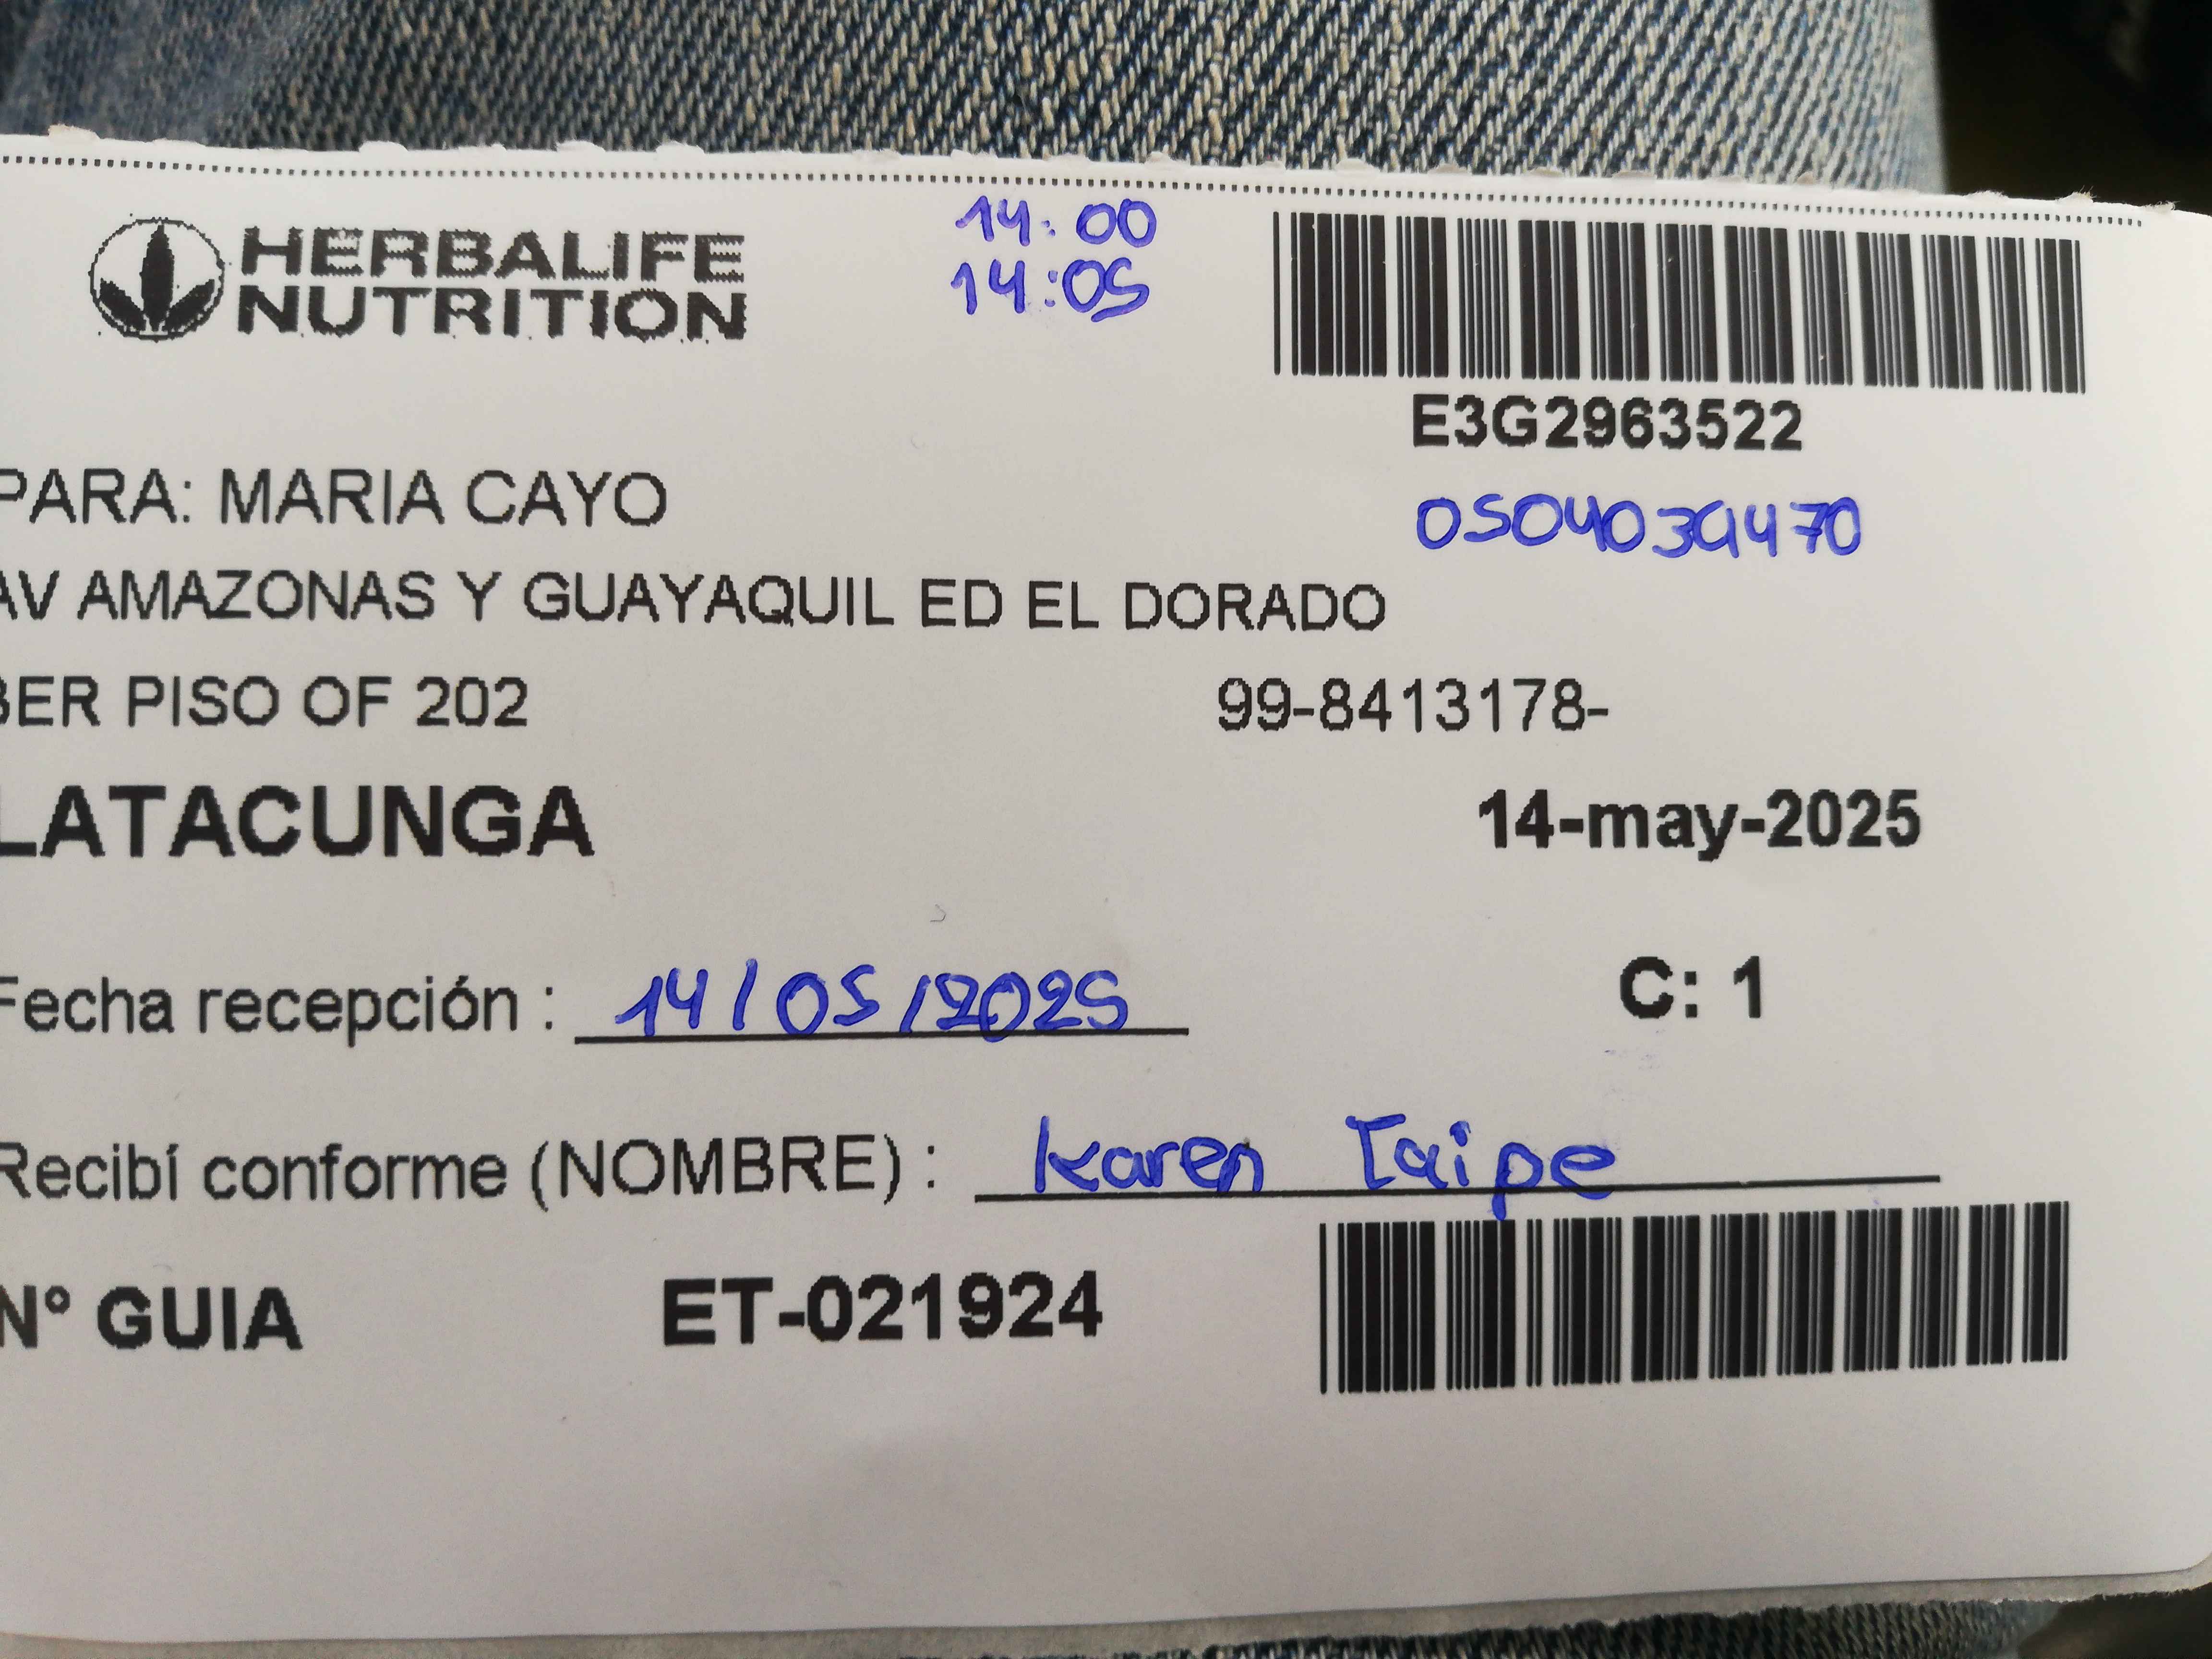 HERBALIFE
NUTRITION
14:00
14:05
E3G2963522
PARA: MARIA CAYO
0504039470
AV AMAZONAS Y GUAYAQUIL ED EL DORADO
3ER PISO OF 202
99-8413178-
LATACUNGA
14-may-2025
Fecha recepción : 14/05/2025
C: 1
Recibí conforme (NOMBRE) : Karen Taipe
N° GUIA ET-021924